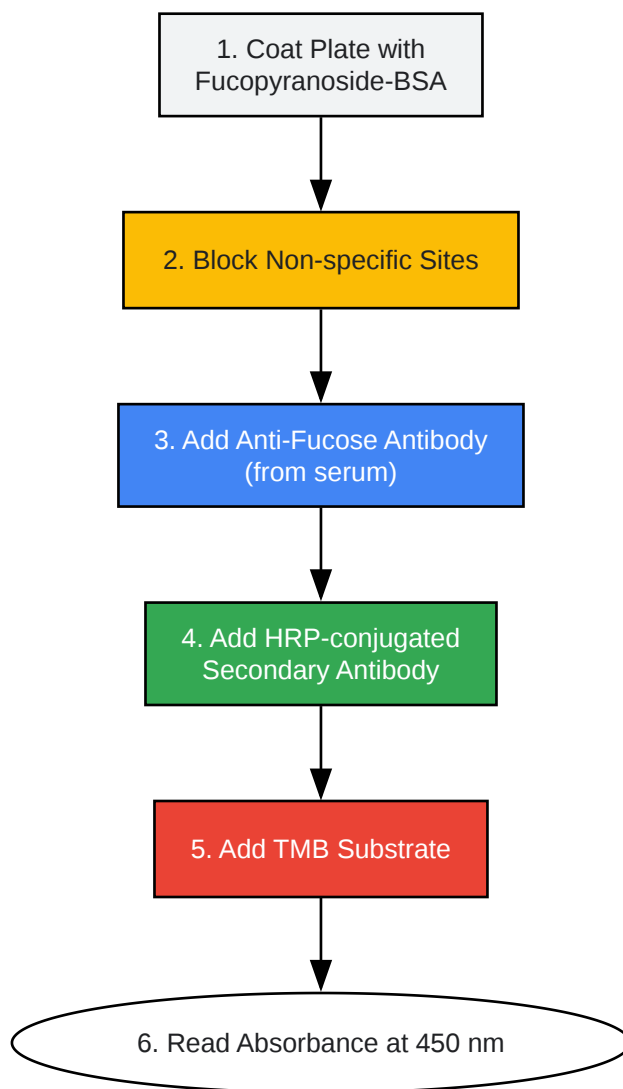 1. Coat Plate with
Fucopyranoside-BSA
2. Block Non-specific Sites
3. Add Anti-Fucose Antibody
(from serum)
4. Add HRP-conjugated
Secondary Antibody
5. Add TMB Substrate
6. Read Absorbance at 450 nm